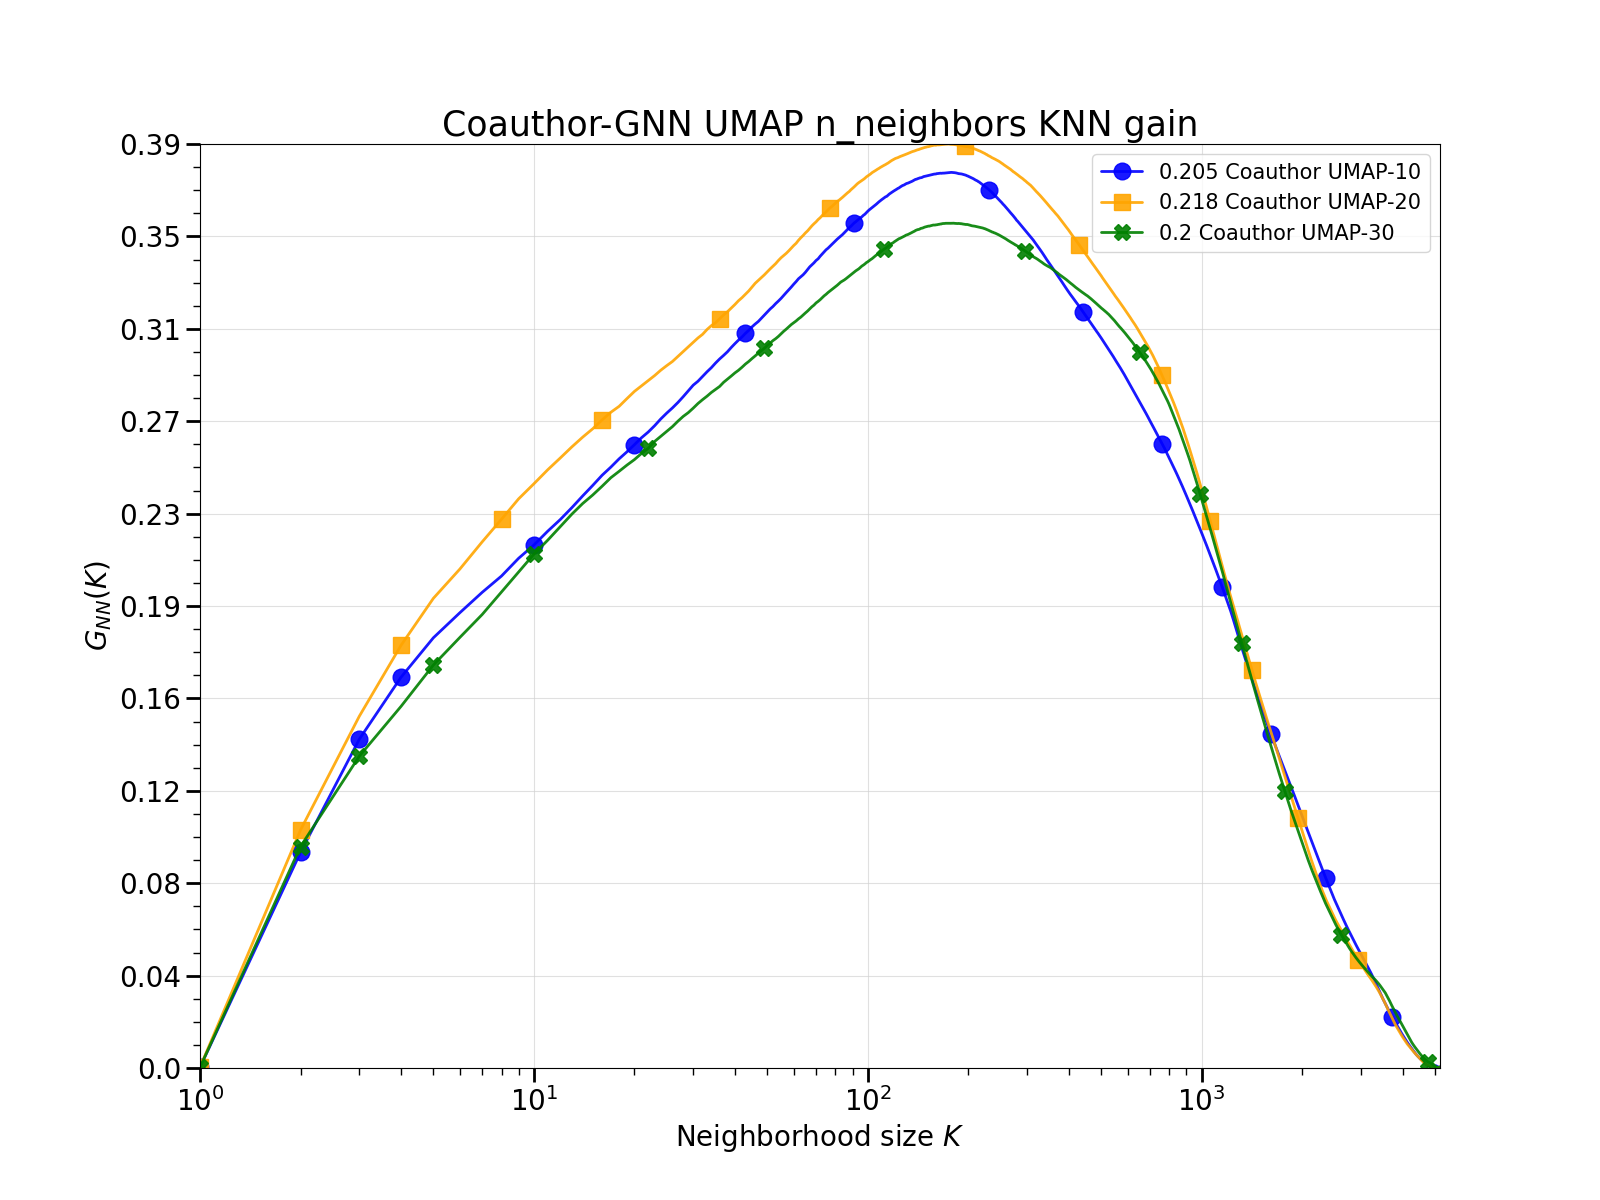 Coauthor-GNN UMAP n_neighbors KNN gain
0.39
0.35
0.31
0.27
0.23
0.19
0.16
0.12
0.08
0.04
0.0
G_{NN}(K)
0.205 Coauthor UMAP-10
0.218 Coauthor UMAP-20
0.2 Coauthor UMAP-30
10^0 10^1 10^2 10^3
Neighborhood size K